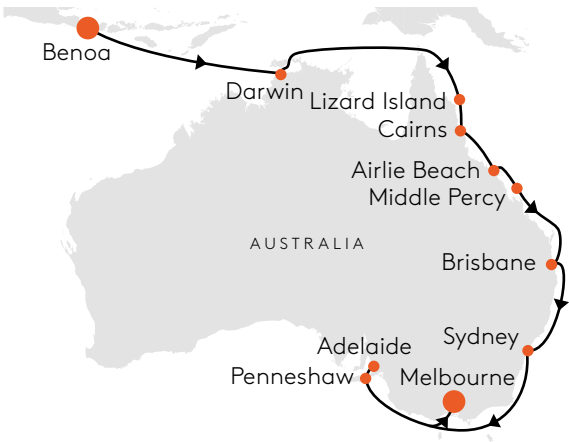 Benoa
Darwin
Lizard Island
Cairns
Airlie Beach
Middle Percy
AUSTRALIA
Brisbane
Sydney
Adelaide
Penneshaw
Melbourne